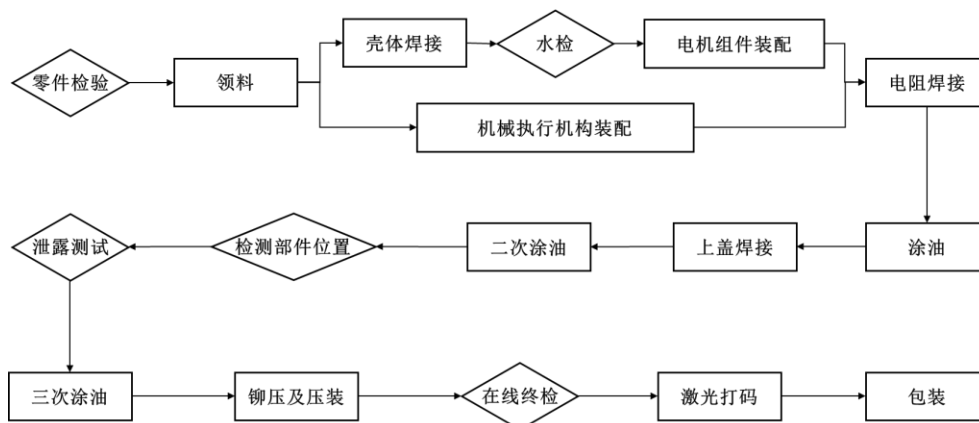 零件检验
领料
壳体焊接
水检
电机组件装配
机械执行机构装配
电阻焊接
涂油
上盖焊接
二次涂油
检测部件位置
泄露测试
三次涂油
铆压及压装
在线终检
激光打码
包装